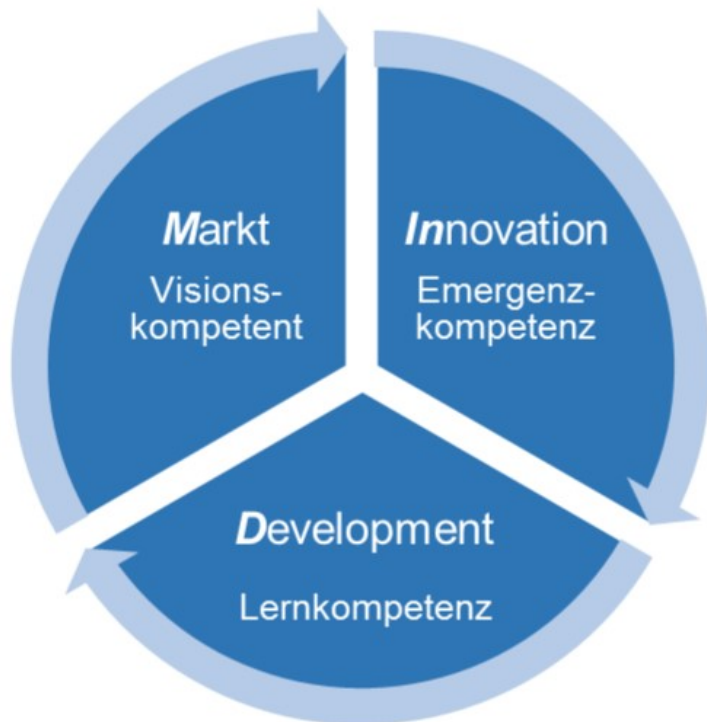 Markt
Visions-
kompetent
Innovation
Emergenz-
kompetenz
Development
Lernkompetenz